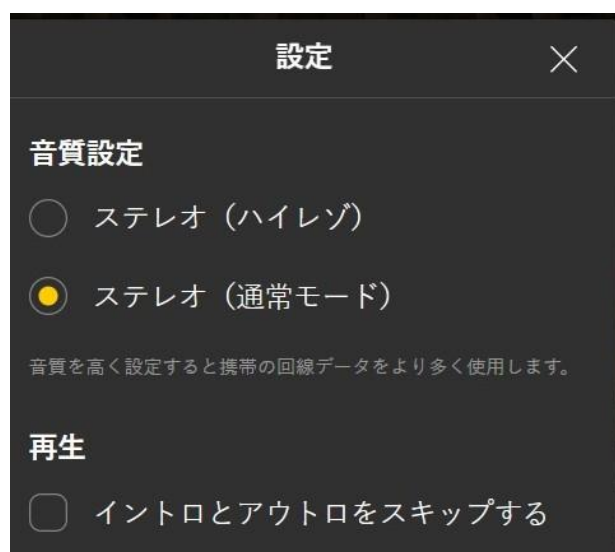 設定
音質設定
ステレオ（ハイレゾ）
ステレオ（通常モード）
音質を高く設定すると携帯の回線データをより多く使用します。
再生
イントロとアウトロをスキップする